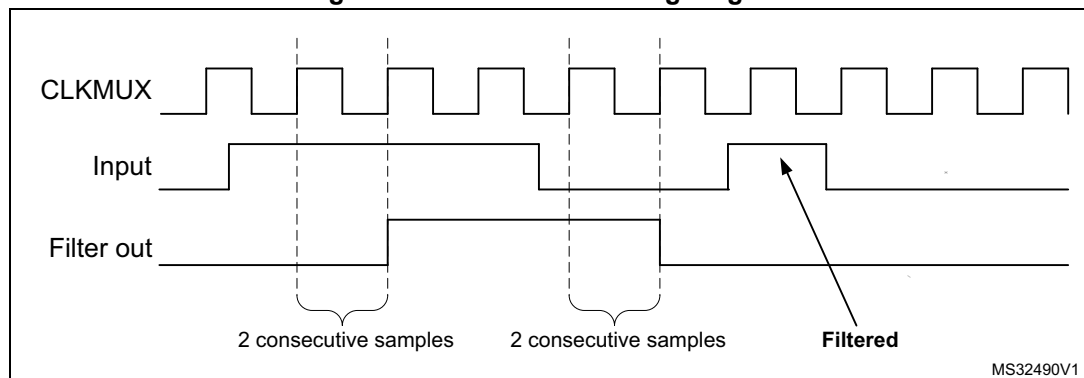 CLKMUX
Input
Filter out
2 consecutive samples 2 consecutive samples Filtered
MS32490V1